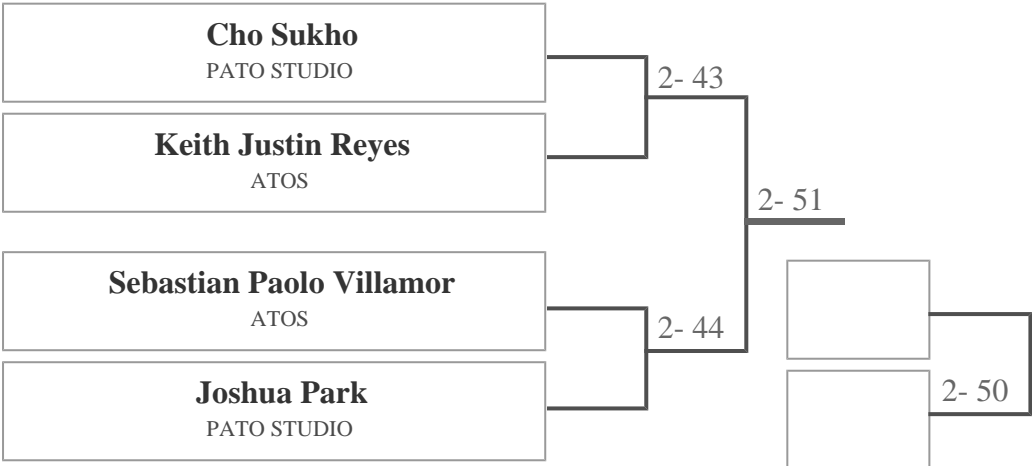 Cho Sukho
PATO STUDIO
2- 43
Keith Justin Reyes
ATOS
2- 51
Sebastian Paolo Villamor
ATOS
2- 44
Joshua Park
PATO STUDIO
2- 50